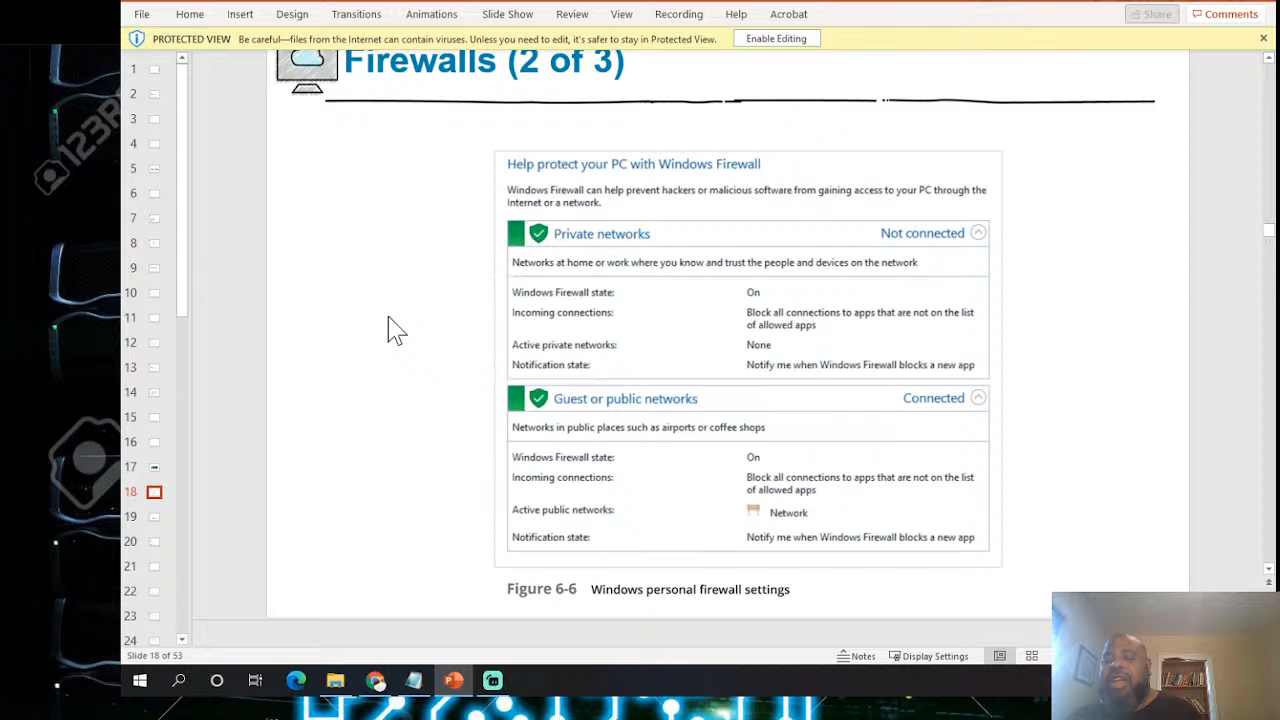 File Home Insert Design Transitions Animations Slide Show Review View Recording Help Acrobat Share Comments
PROTECTED VIEW Be careful—files from the Internet can contain viruses. Unless you need to edit, it's safer to stay in Protected View. Enable Editing
Firewalls (2 of 3)
1
2
3
4
5
6
7
8
9
10
11
12
13
14
15
16
17
18
19
20
21
22
23
24
Help protect your PC with Windows Firewall
Windows Firewall can help prevent hackers or malicious software from gaining access to your PC through the
Internet or a network.
Private networks Not connected
Networks at home or work where you know and trust the people and devices on the network
Windows Firewall state: On
Incoming connections: Block all connections to apps that are not on the list
of allowed apps
Active private networks: None
Notification state: Notify me when Windows Firewall blocks a new app
Guest or public networks Connected
Networks in public places such as airports or coffee shops
Windows Firewall state: On
Incoming connections: Block all connections to apps that are not on the list
of allowed apps
Active public networks: Network
Notification state: Notify me when Windows Firewall blocks a new app
Figure 6-6 Windows personal firewall settings
Slide 18 of 53 Notes Display Settings